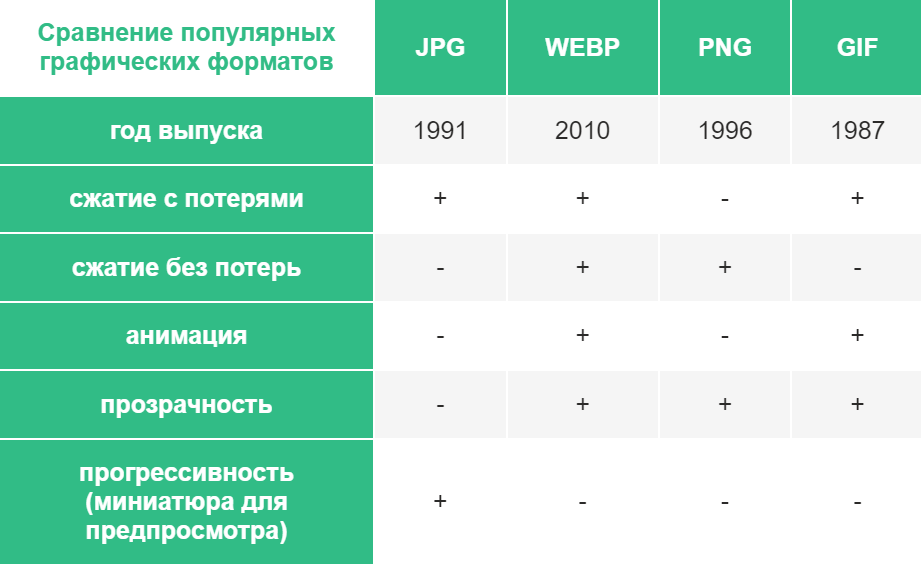 Сравнение популярных
графических форматов
JPG WEBP PNG GIF
год выпуска 1991 2010 1996 1987
сжатие с потерями + + - +
сжатие без потерь - + + -
анимация - + - +
прозрачность - + + +
прогрессивность
(миниатюра для
предпросмотра) + - - -